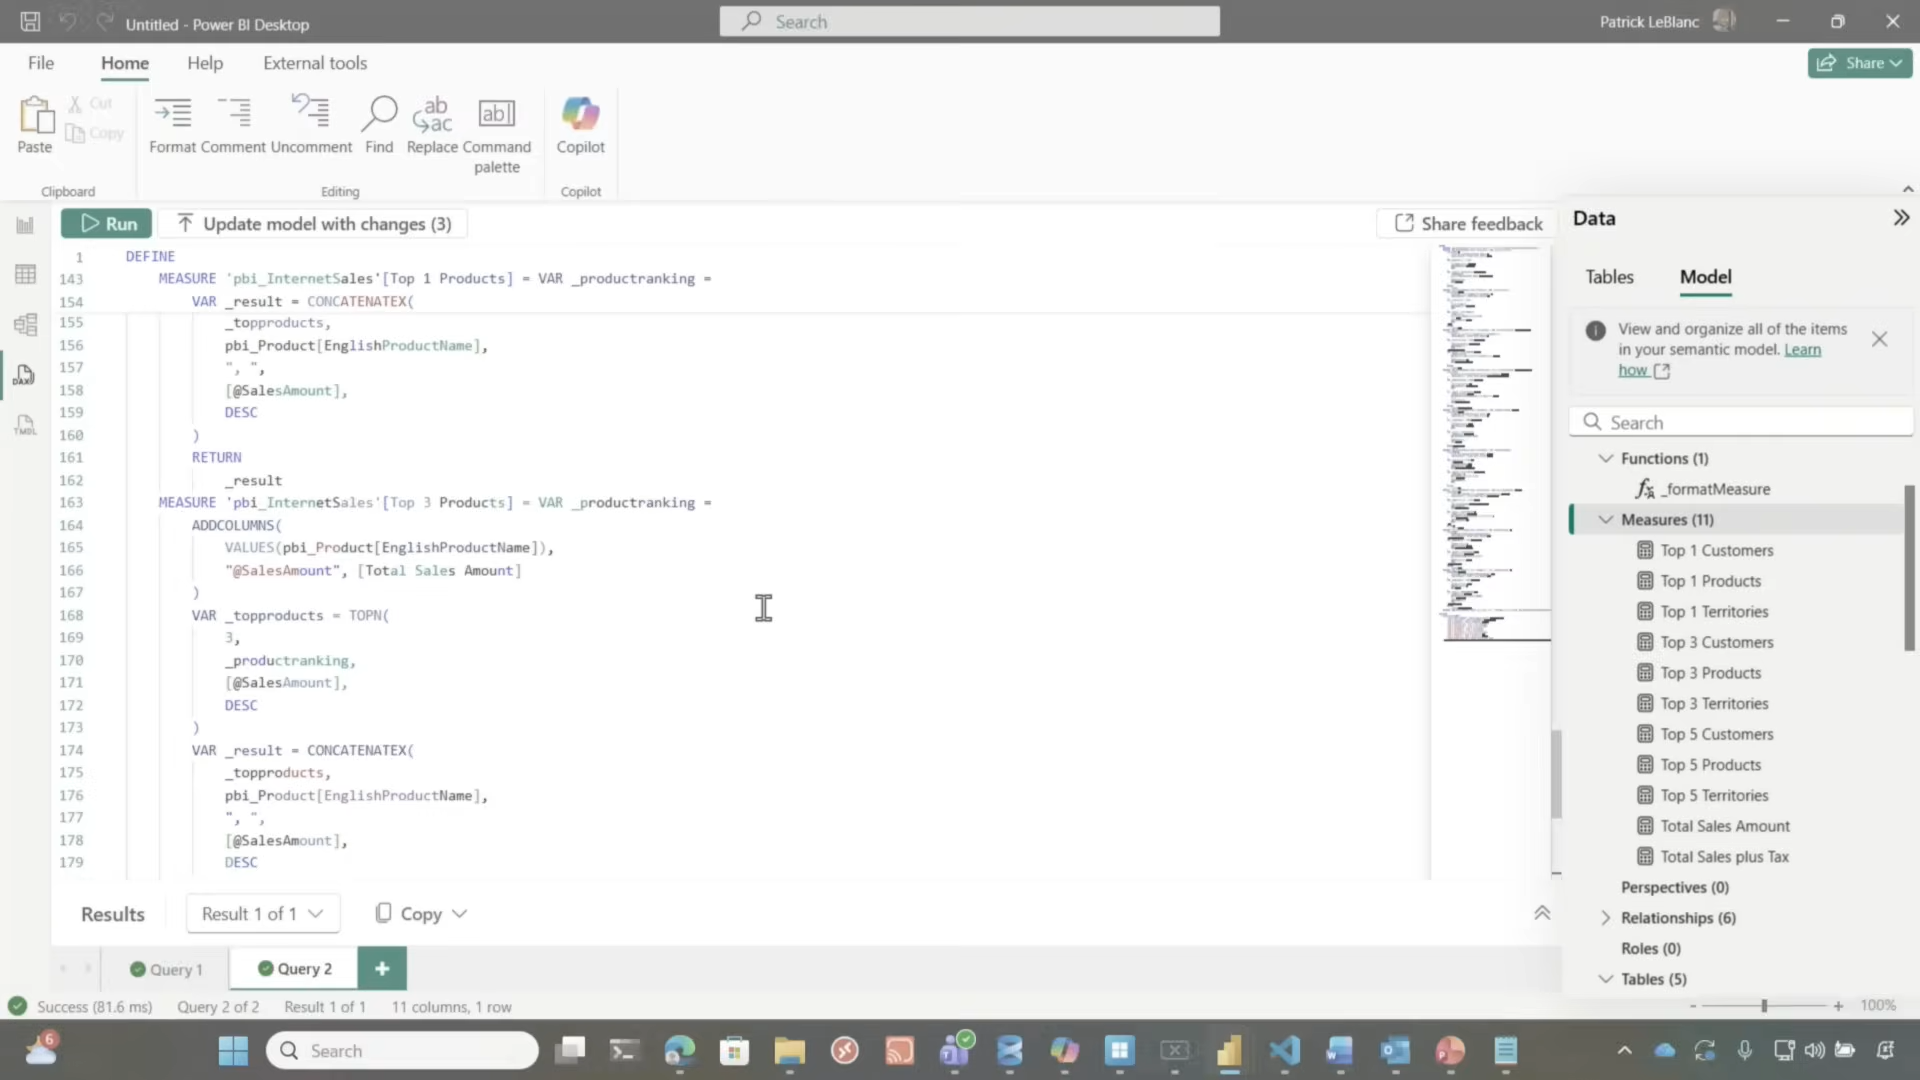 Untitled - Power BI Desktop
Search
Patrick LeBlanc
File
Home
Help
External tools
Share
Paste
Cut
Copy
Format
Comment
Uncomment
Find
Replace
Command palette
Copilot
Clipboard
Editing
Copilot
Run
Update model with changes (3)
Share feedback
1 DEFINE
143 MEASURE 'pbi_InternetSales'[Top 1 Products] = VAR _productranking =
154 VAR _result = CONCATENATEX(
155 _topproducts,
156 pbi_Product[EnglishProductName],
157 ", ",
158 [@SalesAmount],
159 DESC
160 )
161 RETURN
162 _result
163 MEASURE 'pbi_InternetSales'[Top 3 Products] = VAR _productranking =
164 ADDCOLUMNS(
165 VALUES(pbi_Product[EnglishProductName]),
166 "@SalesAmount", [Total Sales Amount]
167 )
168 VAR _topproducts = TOPN(
169 3,
170 _productranking,
171 [@SalesAmount],
172 DESC
173 )
174 VAR _result = CONCATENATEX(
175 _topproducts,
176 pbi_Product[EnglishProductName],
177 ", ",
178 [@SalesAmount],
179 DESC
Data
Tables
Model
View and organize all of the items
in your semantic model. Learn
how
Search
Functions (1)
_formatMeasure
Measures (11)
Top 1 Customers
Top 1 Products
Top 1 Territories
Top 3 Customers
Top 3 Products
Top 3 Territories
Top 5 Customers
Top 5 Products
Top 5 Territories
Total Sales Amount
Total Sales plus Tax
Perspectives (0)
Relationships (6)
Roles (0)
Tables (5)
DAX
TMDL
Results
Result 1 of 1
Copy
Query 1
Query 2
Success (81.6 ms)
Query 2 of 2
Result 1 of 1
11 columns, 1 row
100%
6
Search